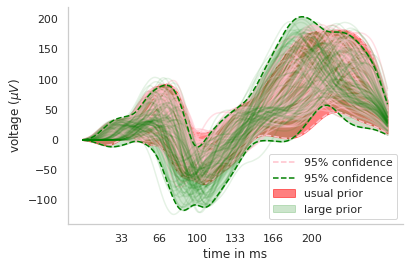 voltage (μV)
200
150
100
50
0
−50
−100
33
66
100
133
166
200
time in ms
95% confidence
95% confidence
usual prior
large prior